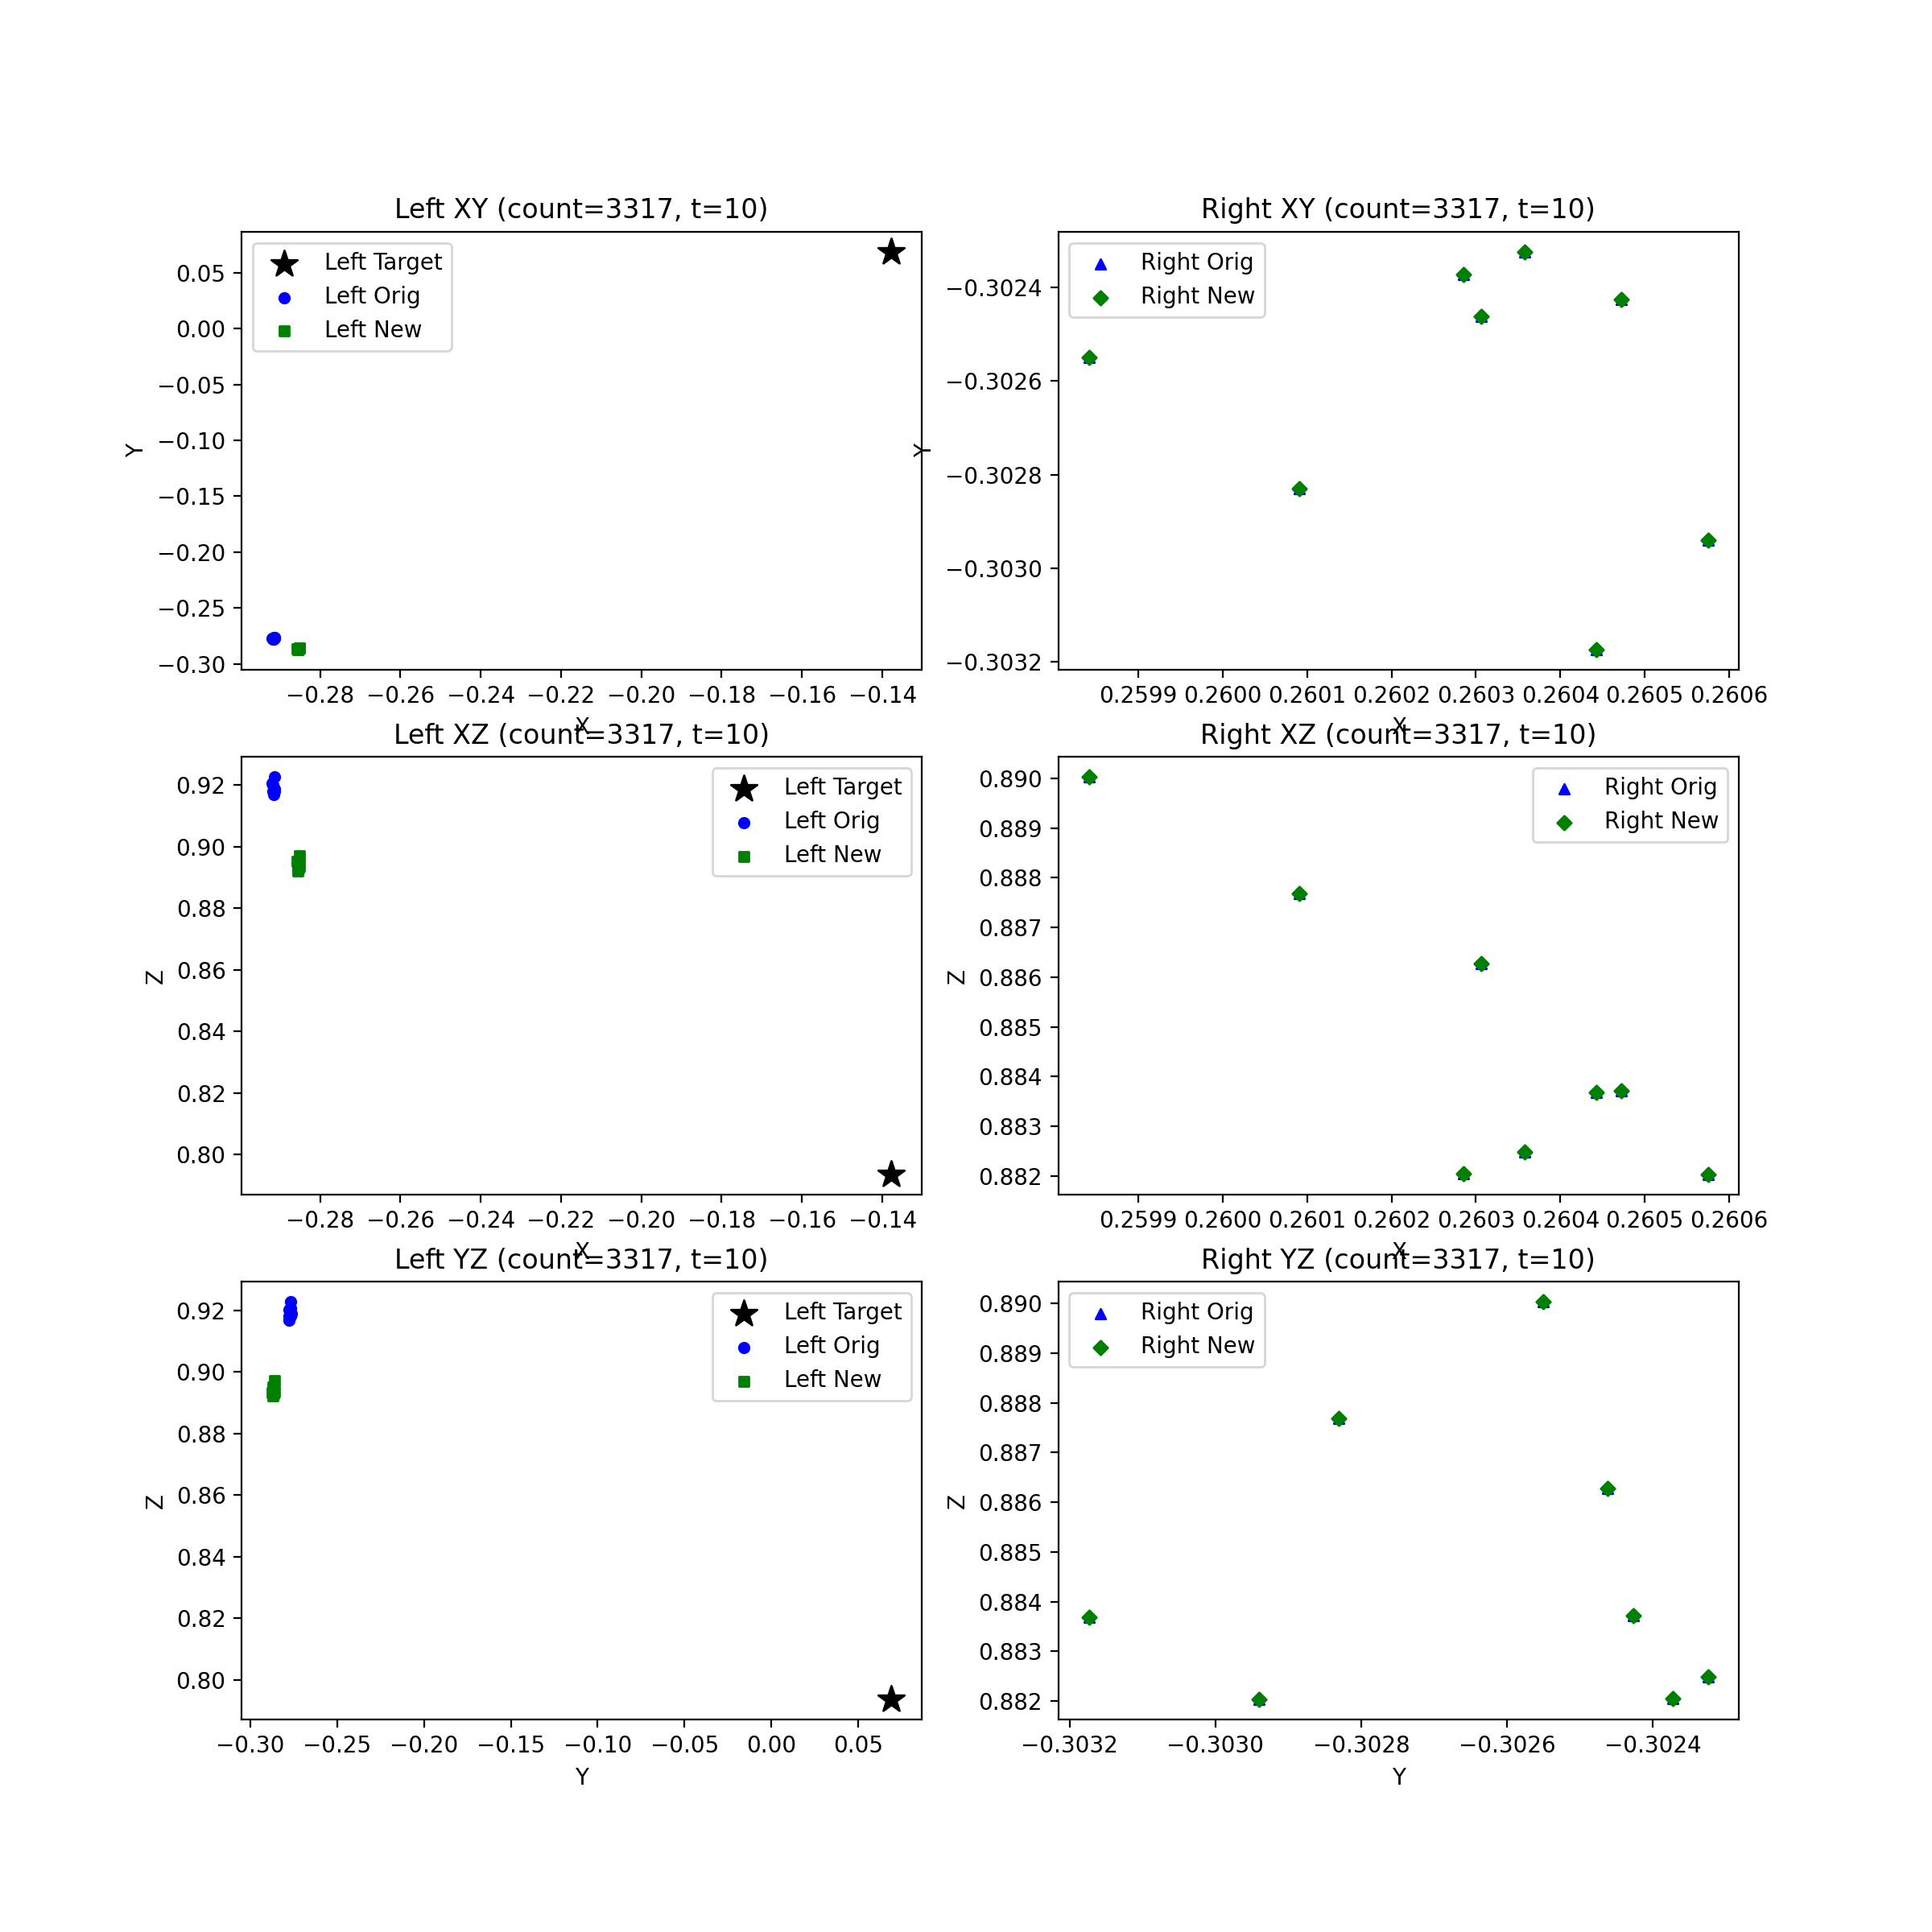 Left XY (count=3317, t=10)
Left Target
Left Orig
Left New
0.05
0.00
−0.05
−0.10
−0.15
−0.20
−0.25
−0.30
Y
−0.28 −0.26 −0.24 −0.22 −0.20 −0.18 −0.16 −0.14
X
Right XY (count=3317, t=10)
Right Orig
Right New
−0.3024
−0.3026
−0.3028
−0.3030
−0.3032
Y
0.2599 0.2600 0.2601 0.2602 0.2603 0.2604 0.2605 0.2606
X
Left XZ (count=3317, t=10)
Left Target
Left Orig
Left New
0.92
0.90
0.88
0.86
0.84
0.82
0.80
Z
−0.28 −0.26 −0.24 −0.22 −0.20 −0.18 −0.16 −0.14
X
Right XZ (count=3317, t=10)
Right Orig
Right New
0.890
0.889
0.888
0.887
0.886
0.885
0.884
0.883
0.882
Z
0.2599 0.2600 0.2601 0.2602 0.2603 0.2604 0.2605 0.2606
X
Left YZ (count=3317, t=10)
Left Target
Left Orig
Left New
0.92
0.90
0.88
0.86
0.84
0.82
0.80
Z
−0.30 −0.25 −0.20 −0.15 −0.10 −0.05 0.00 0.05
Y
Right YZ (count=3317, t=10)
Right Orig
Right New
0.890
0.889
0.888
0.887
0.886
0.885
0.884
0.883
0.882
Z
−0.3032 −0.3030 −0.3028 −0.3026 −0.3024
Y